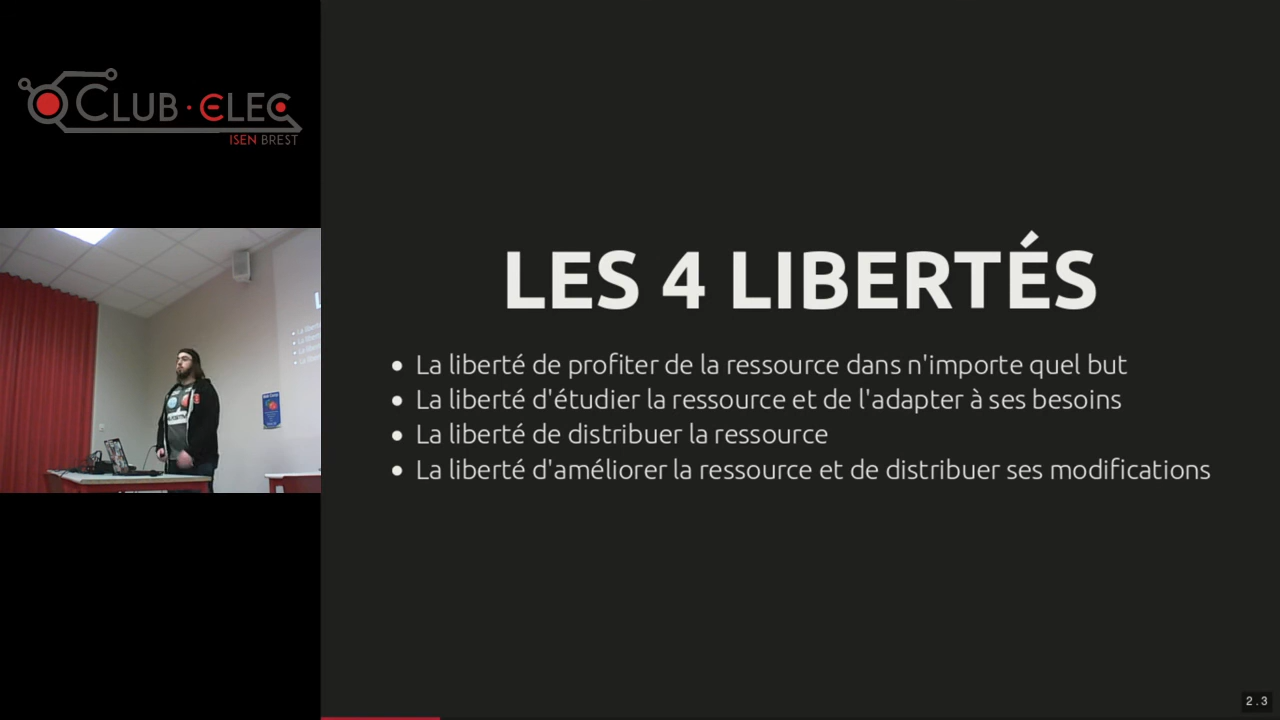 CLUB · ELEC
ISEN BREST
LES 4 LIBERTÉS
• La liberté de profiter de la ressource dans n'importe quel but
• La liberté d'étudier la ressource et de l'adapter à ses besoins
• La liberté de distribuer la ressource
• La liberté d'améliorer la ressource et de distribuer ses modifications
2.3